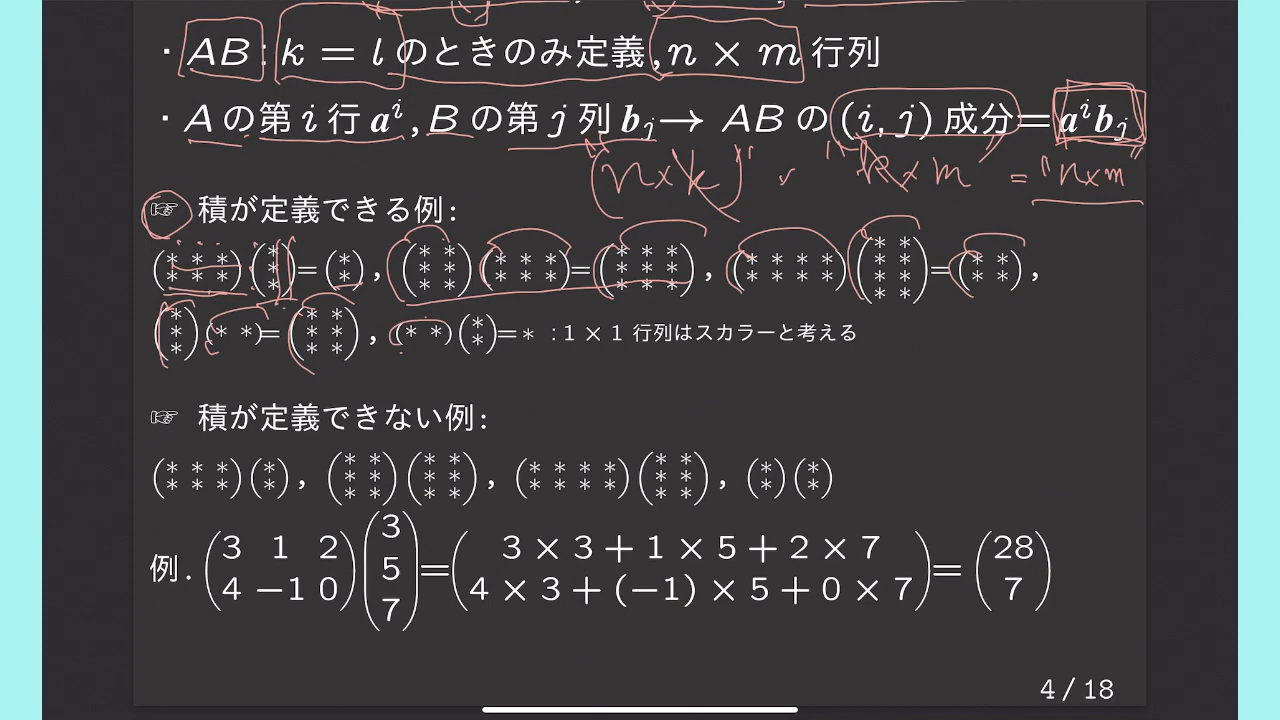 · AB : k = l のときのみ定義, n × m 行列
· A の第 i 行 aⁱ, B の第 j 列 bⱼ → AB の (i, j) 成分 = aⁱbⱼ
"(n×k)" × "k×m" = "n×m"
☞ 積が定義できる例:
(* * * / * * *)(* / * / *) = (* / *) , (* * / * * / * *)(* * * / * * *) = (* * * / * * * / * * *) , (* * * * / * * * *)(* * / * * / * * / * *) = (* * / * *) ,
(* / * / *)(* *) = (* * / * * / * *) , (* *)(* / *) = * : 1 × 1 行列はスカラーと考える
☞ 積が定義できない例:
(* * * / * * *)(* / *) , (* * / * * / * *)(* * / * * / * *) , (* * * * / * * * *)(* * / * * / * *) , (* / *)(* / *)
例. (3 1 2 / 4 −1 0)(3 / 5 / 7) = (3 × 3 + 1 × 5 + 2 × 7 / 4 × 3 + (−1) × 5 + 0 × 7) = (28 / 7)
4 / 18